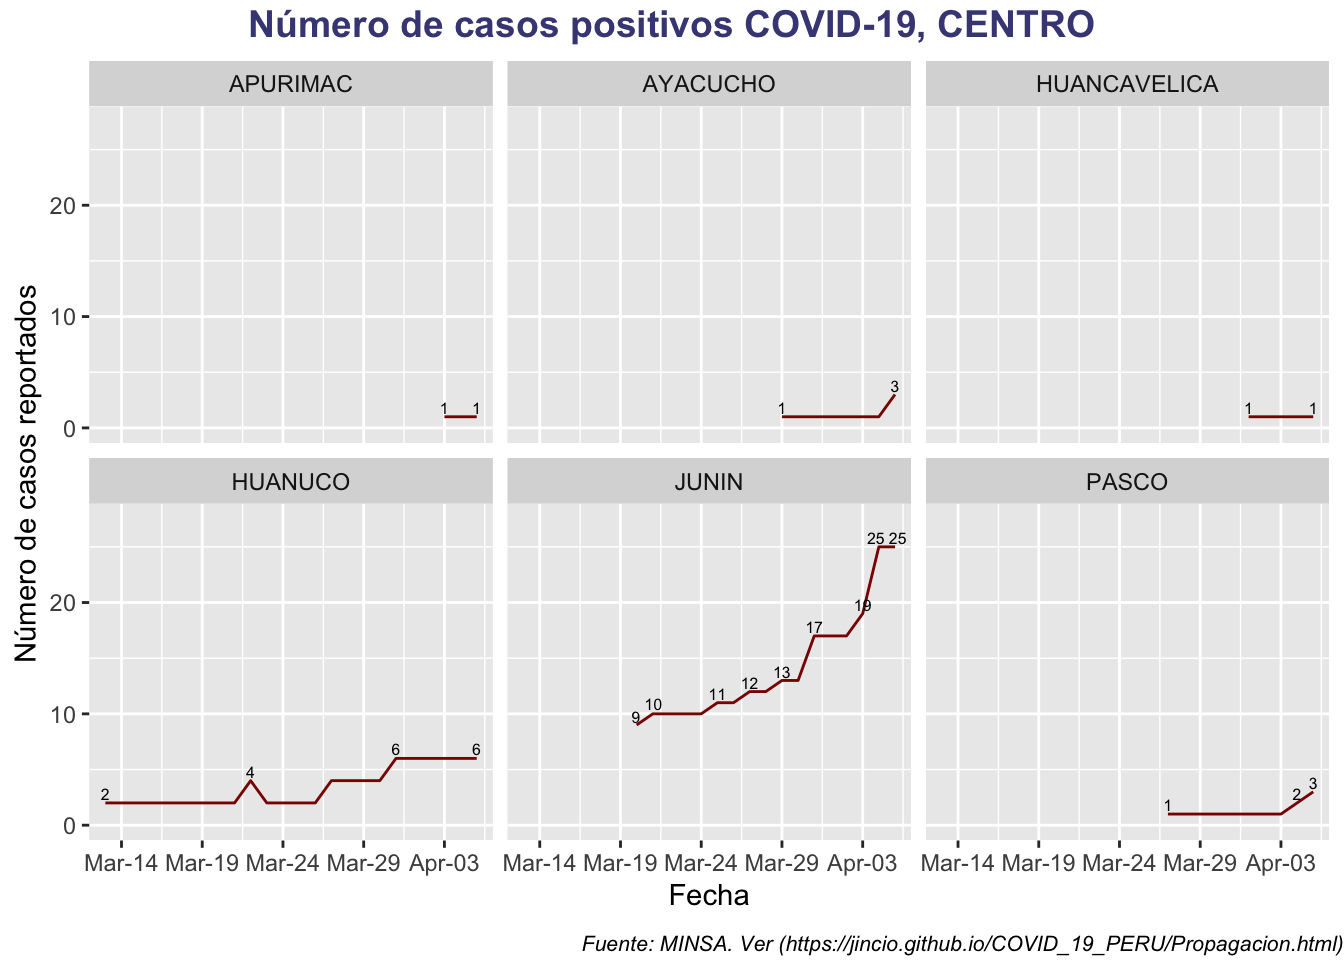 Número de casos positivos COVID-19, CENTRO
APURIMAC AYACUCHO HUANCAVELICA
Número de casos reportados
20
10
0
1 1
1 3
1 1
HUANUCO JUNIN PASCO
20
10
0
2 4 6 6
9 10 11 12 13 17 19 25 25
1 2 3
Mar-14 Mar-19 Mar-24 Mar-29 Apr-03 Mar-14 Mar-19 Mar-24 Mar-29 Apr-03 Mar-14 Mar-19 Mar-24 Mar-29 Apr-03
Fecha
Fuente: MINSA. Ver (https://jincio.github.io/COVID_19_PERU/Propagacion.html)